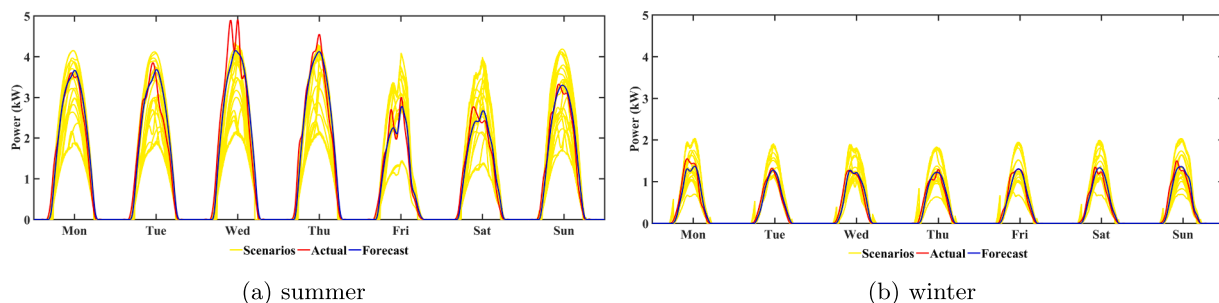 5
4
3
2
1
0
Power (kW)
Mon Tue Wed Thu Fri Sat Sun
Scenarios Actual Forecast
(a) summer
5
4
3
2
1
0
Power (kW)
Mon Tue Wed Thu Fri Sat Sun
Scenarios Actual Forecast
(b) winter